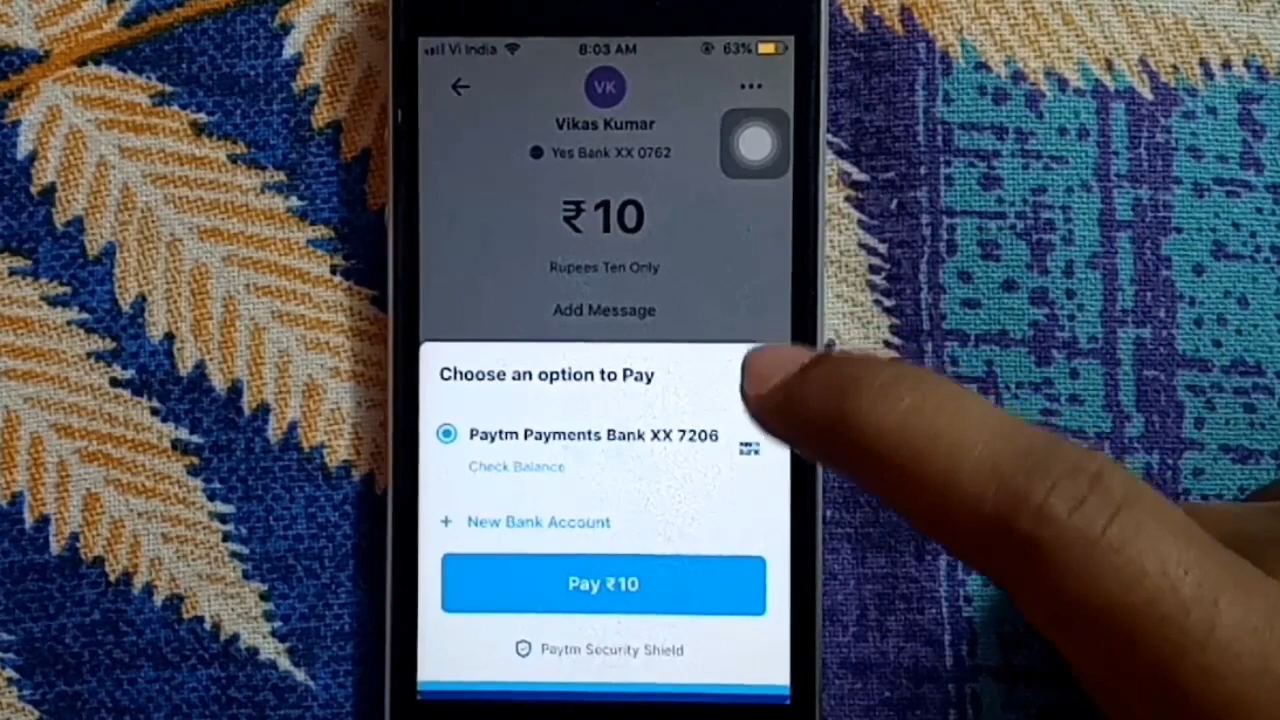 Vi India 8:03 AM 63%
VK
Vikas Kumar
Yes Bank XX 0762
₹10
Rupees Ten Only
Add Message
Choose an option to Pay
Paytm Payments Bank XX 7206
Check Balance
+ New Bank Account
Pay ₹10
Paytm Security Shield